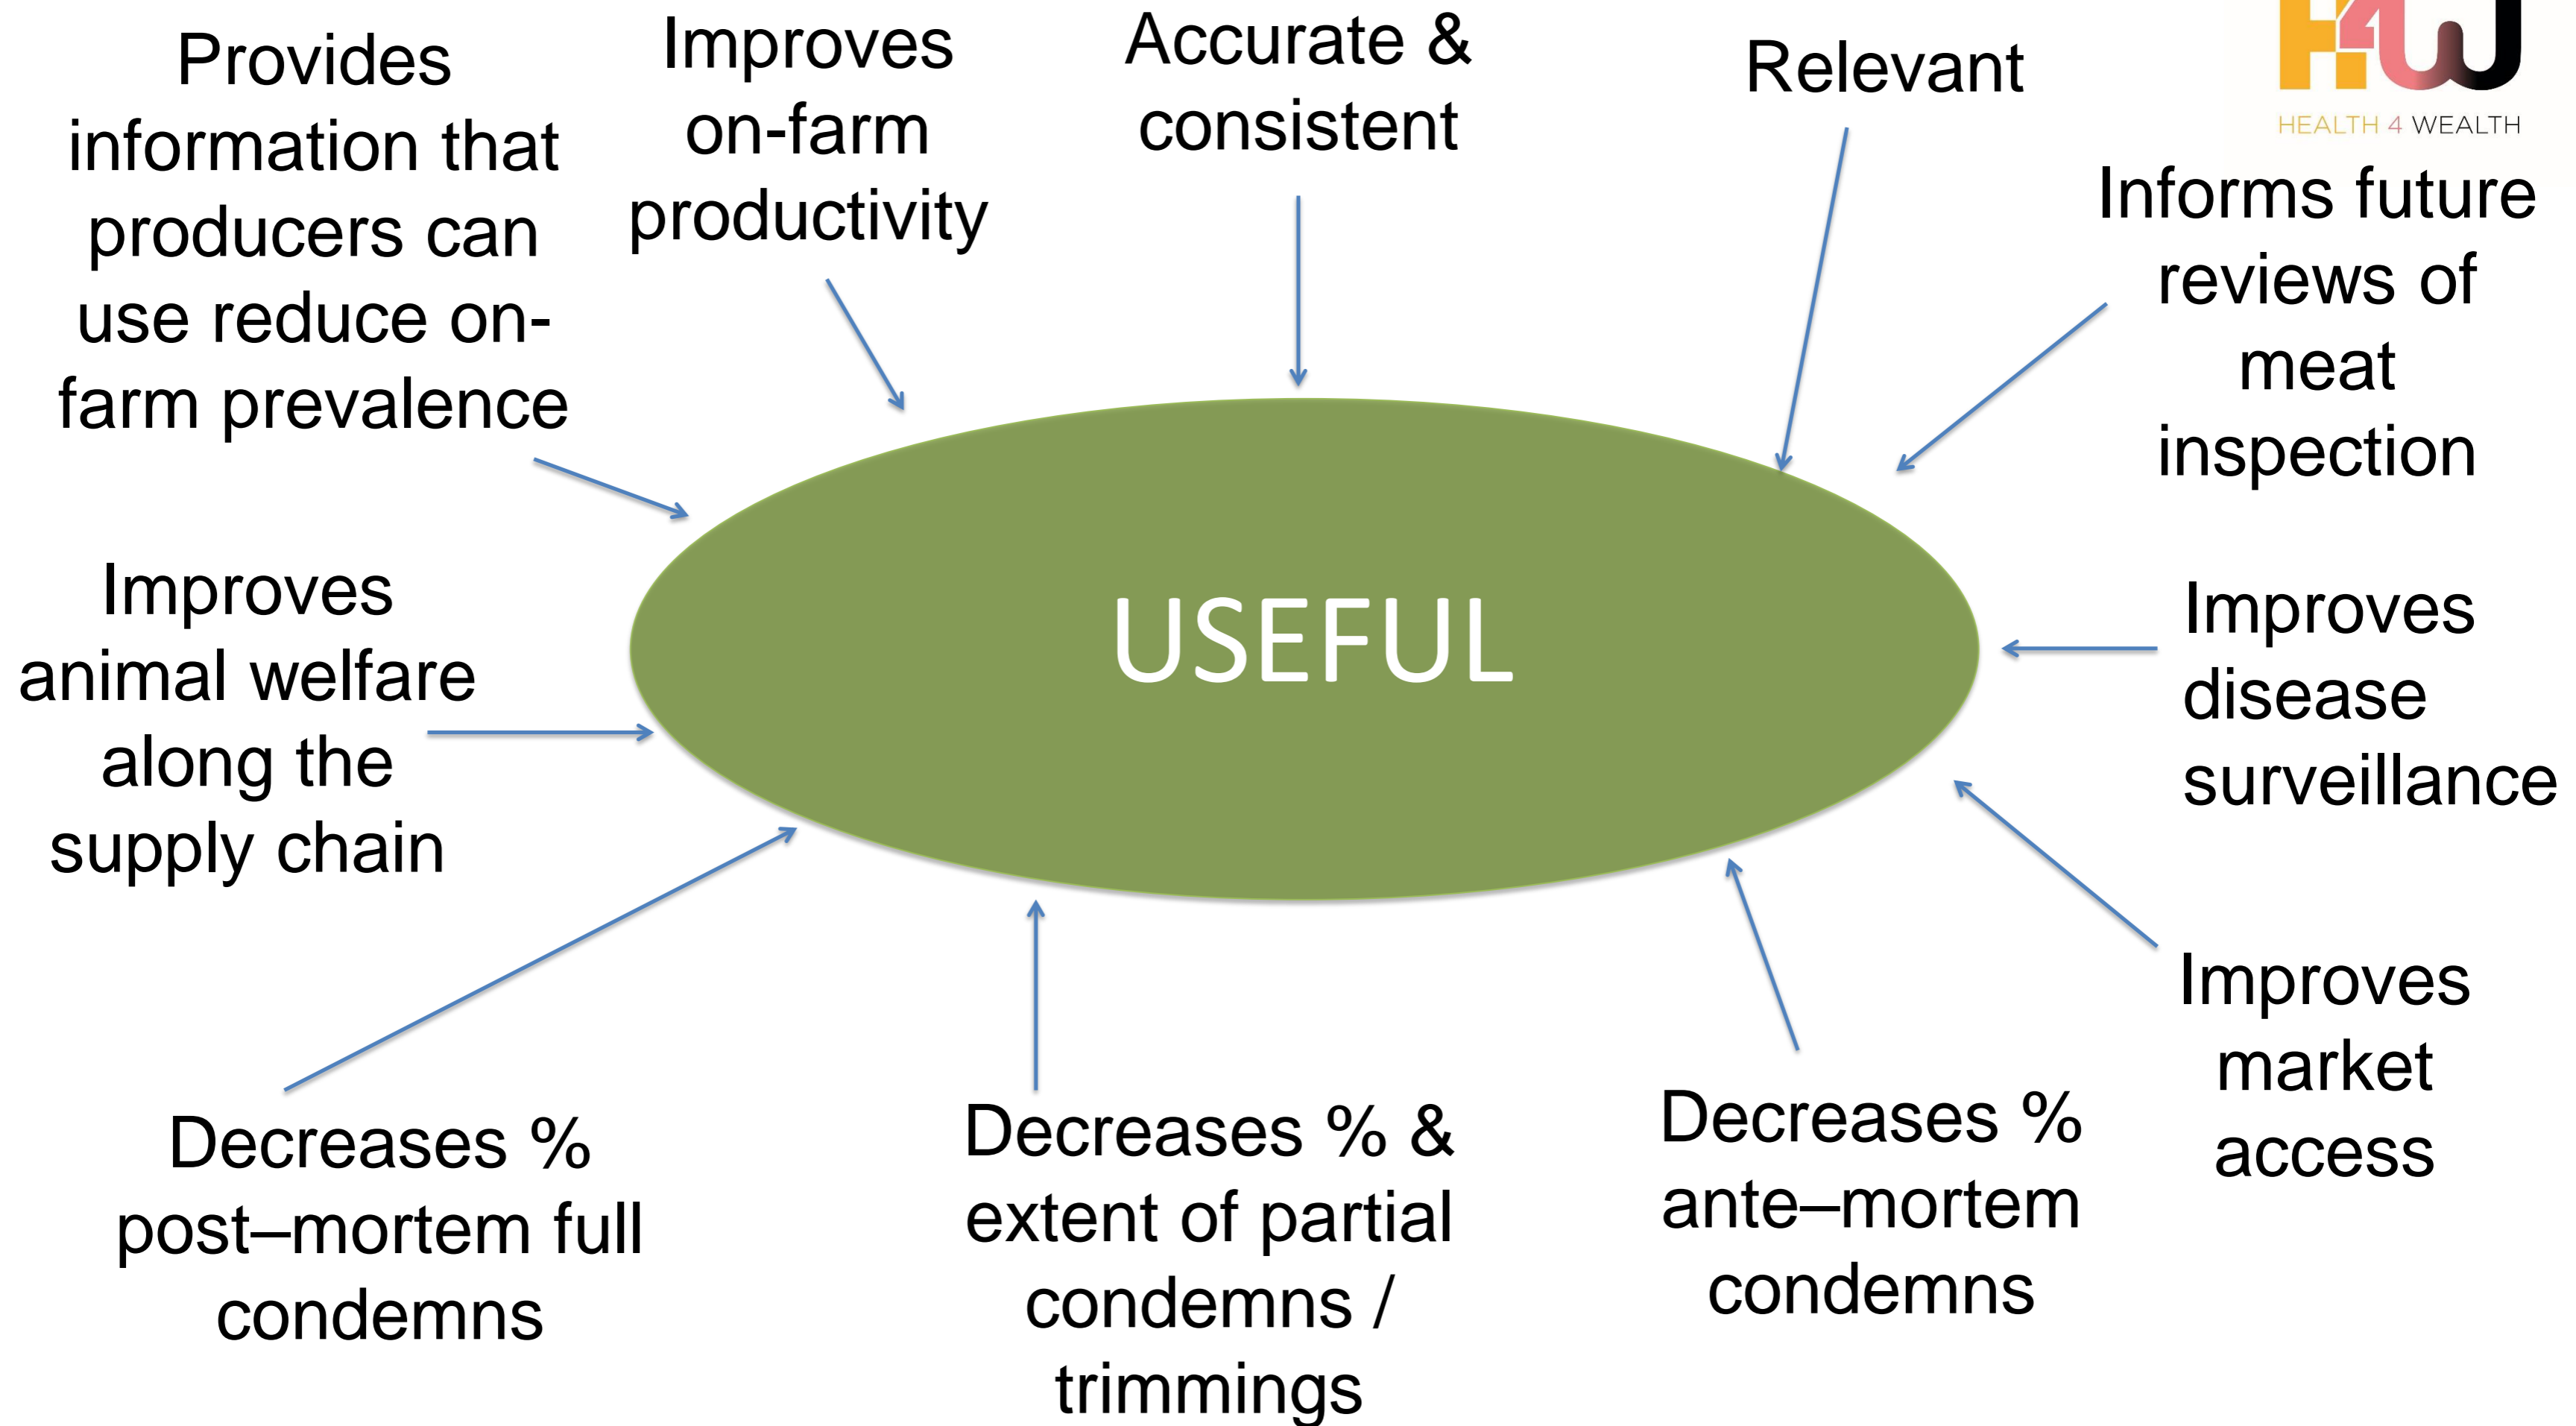 Provides
information that
producers can
use reduce on-
farm prevalence
Improves
on-farm
productivity
Accurate &
consistent
Relevant
H4W
HEALTH 4 WEALTH
Informs future
reviews of
meat
inspection
Improves
animal welfare
along the
supply chain
USEFUL
Improves
disease
surveillance
Improves
market
access
Decreases %
post–mortem full
condemns
Decreases % &
extent of partial
condemns /
trimmings
Decreases %
ante–mortem
condemns